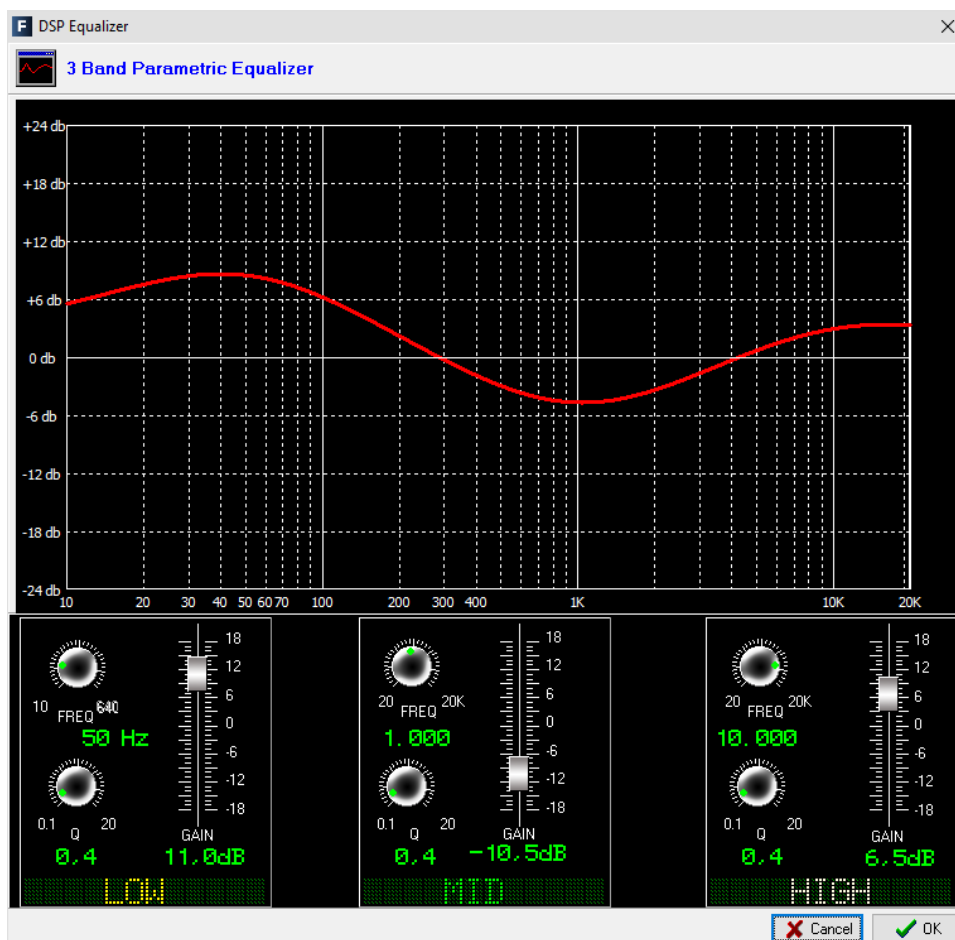 F DSP Equalizer
3 Band Parametric Equalizer
+24 db
+18 db
+12 db
+6 db
0 db
-6 db
-12 db
-18 db
-24 db
10 20 30 40 50 60 70 100 200 300 400 1K 10K 20K
18
12
6
0
-6
-12
-18
10 640
FREQ
50 Hz
0.1 20
Q
GAIN
0,4 11,0dB
LOW
18
12
6
0
-6
-12
-18
20 20K
FREQ
1.000
0.1 20
Q
GAIN
0,4 -10,5dB
MID
18
12
6
0
-6
-12
-18
20 20K
FREQ
10.000
0.1 20
Q
GAIN
0,4 6,5dB
HIGH
Cancel OK